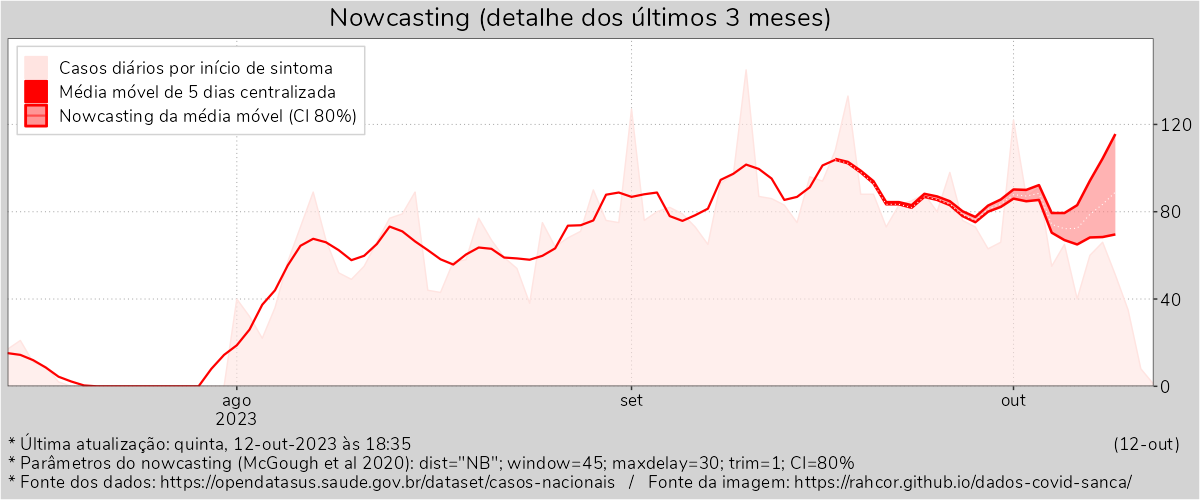 Nowcasting (detalhe dos últimos 3 meses)
Casos diários por início de sintoma
Média móvel de 5 dias centralizada
Nowcasting da média móvel (CI 80%)
120
80
40
0
ago
2023
set
out
* Última atualização: quinta, 12-out-2023 às 18:35
(12-out)
* Parâmetros do nowcasting (McGough et al 2020): dist="NB"; window=45; maxdelay=30; trim=1; CI=80%
* Fonte dos dados: https://opendatasus.saude.gov.br/dataset/casos-nacionais / Fonte da imagem: https://rahcor.github.io/dados-covid-sanca/